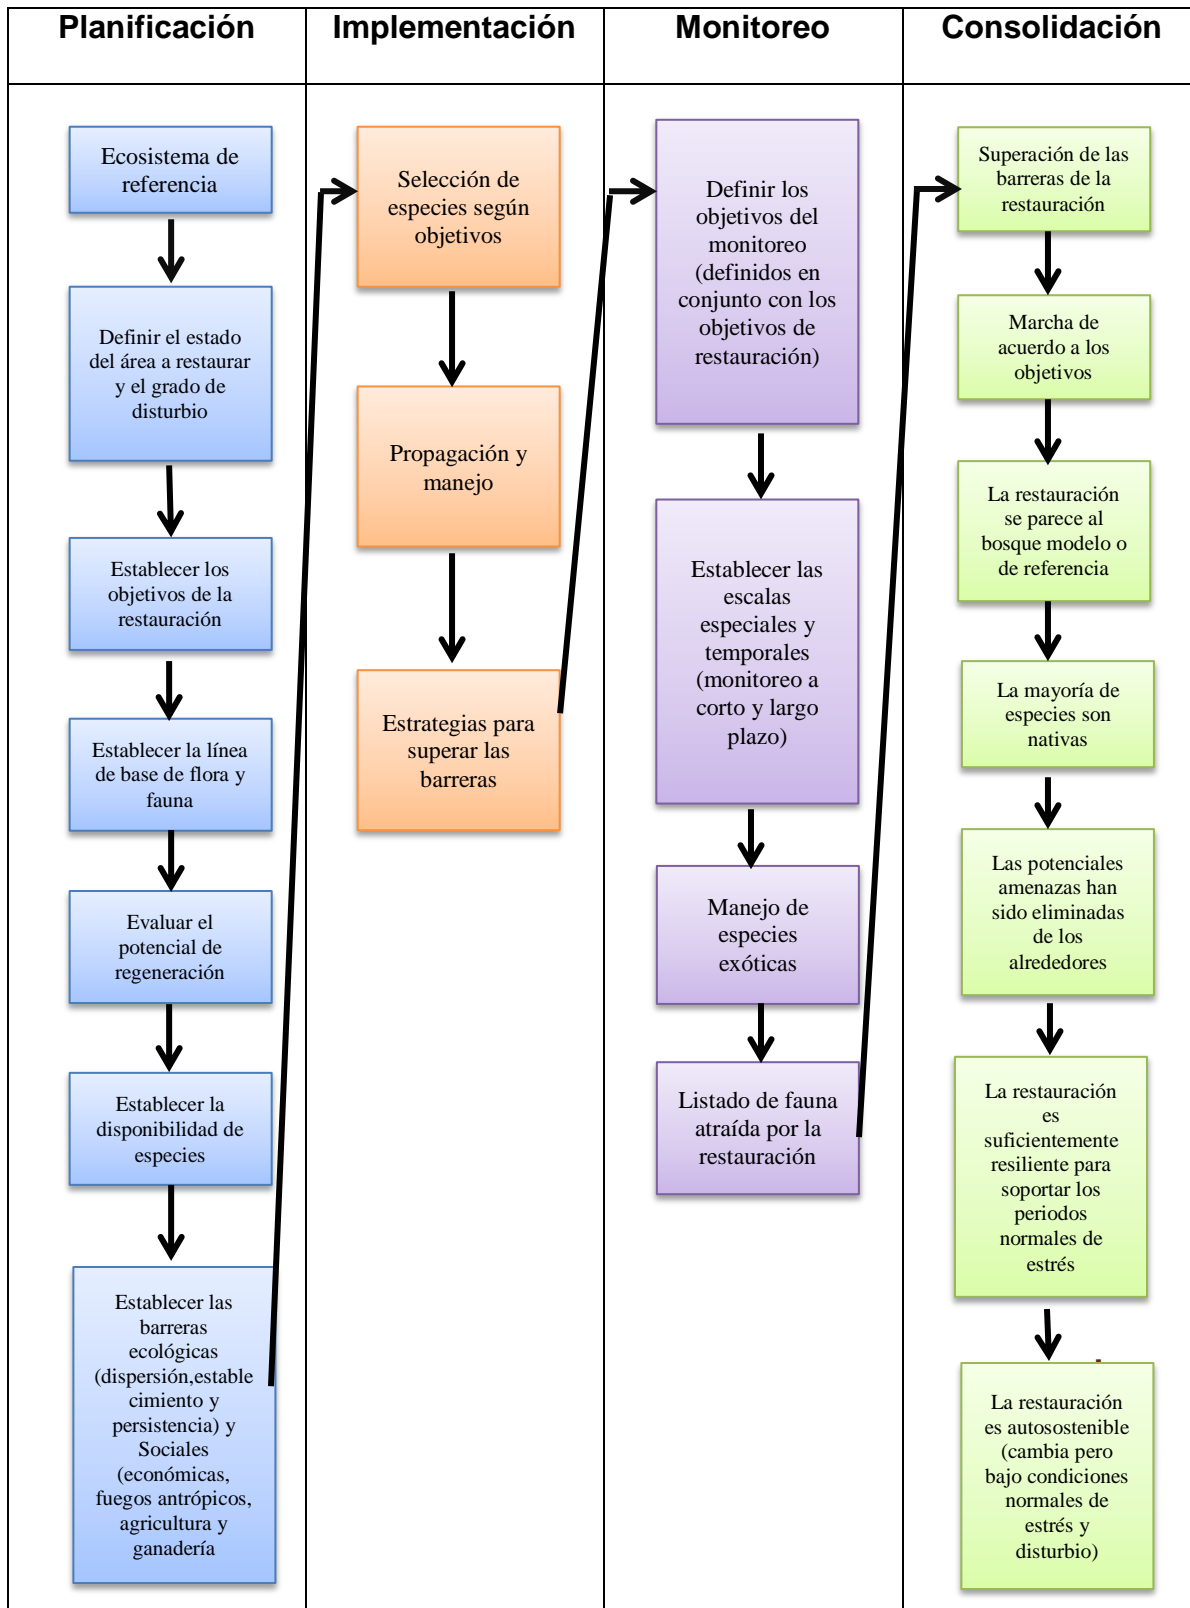 Planificación
Implementación
Monitoreo
Consolidación
Ecosistema de
referencia
Definir el estado
del área a restaurar
y el grado de
disturbio
Establecer los
objetivos de la
restauración
Establecer la línea
de base de flora y
fauna
Evaluar el
potencial de
regeneración
Establecer la
disponibilidad de
especies
Establecer las
barreras
ecológicas
(dispersión,estable
cimiento y
persistencia) y
Sociales
(económicas,
fuegos antrópicos,
agricultura y
ganadería
Selección de
especies según
objetivos
Propagación y
manejo
Estrategias para
superar las
barreras
Definir los
objetivos del
monitoreo
(definidos en
conjunto con los
objetivos de
restauración)
Establecer las
escalas
especiales y
temporales
(monitoreo a
corto y largo
plazo)
Manejo de
especies
exóticas
Listado de fauna
atraída por la
restauración
Superación de las
barreras de la
restauración
Marcha de
acuerdo a los
objetivos
La restauración
se parece al
bosque modelo o
de referencia
La mayoría de
especies son
nativas
Las potenciales
amenazas han
sido eliminadas
de los
alrededores
La restauración
es
suficientemente
resiliente para
soportar los
periodos
normales de
estrés
La restauración
es autosostenible
(cambia pero
bajo condiciones
normales de
estrés y
disturbio)